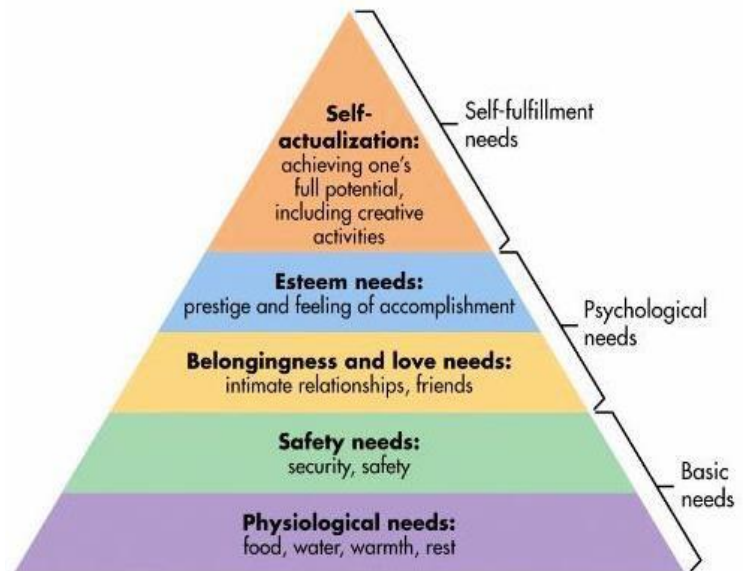 Self-
actualization:
achieving one's
full potential,
including creative
activities
Self-fulfillment
needs
Esteem needs:
prestige and feeling of accomplishment
Psychological
needs
Belongingness and love needs:
intimate relationships, friends
Safety needs:
security, safety
Basic
needs
Physiological needs:
food, water, warmth, rest